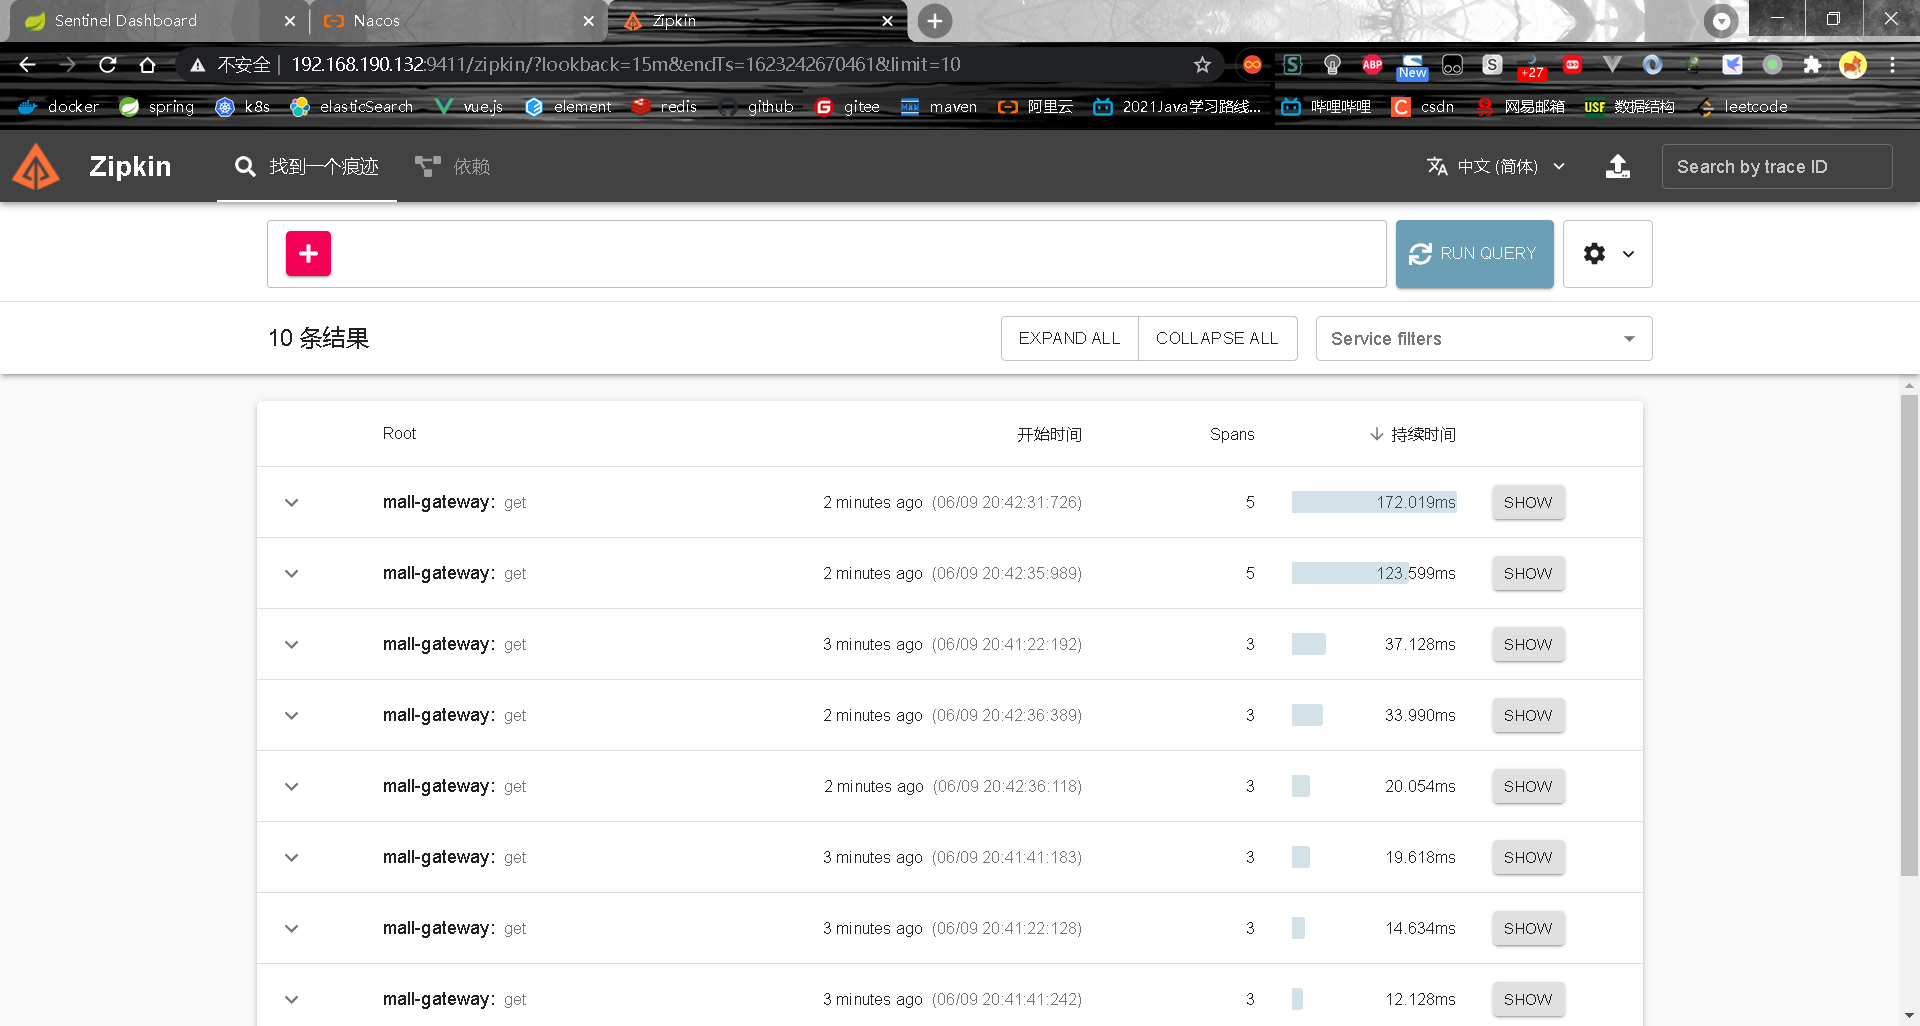 Sentinel Dashboard Nacos Zipkin
不安全 192.168.190.132:9411/zipkin/?lookback=15m&endTs=1623242670461&limit=10 ABP New S +27
docker spring k8s elasticSearch vue.js element redis github gitee maven 阿里云 2021Java学习路线... 哔哩哔哩 csdn 网易邮箱 USF 数据结构 leetcode
Zipkin 找到一个痕迹 依赖 中文 (简体) Search by trace ID
RUN QUERY
10 条结果 EXPAND ALL COLLAPSE ALL Service filters
Root 开始时间 Spans 持续时间
mall-gateway: get 2 minutes ago (06/09 20:42:31:726) 5 172.019ms SHOW
mall-gateway: get 2 minutes ago (06/09 20:42:35:989) 5 123.599ms SHOW
mall-gateway: get 3 minutes ago (06/09 20:41:22:192) 3 37.128ms SHOW
mall-gateway: get 2 minutes ago (06/09 20:42:36:389) 3 33.990ms SHOW
mall-gateway: get 2 minutes ago (06/09 20:42:36:118) 3 20.054ms SHOW
mall-gateway: get 3 minutes ago (06/09 20:41:41:183) 3 19.618ms SHOW
mall-gateway: get 3 minutes ago (06/09 20:41:22:128) 3 14.634ms SHOW
mall-gateway: get 3 minutes ago (06/09 20:41:41:242) 3 12.128ms SHOW